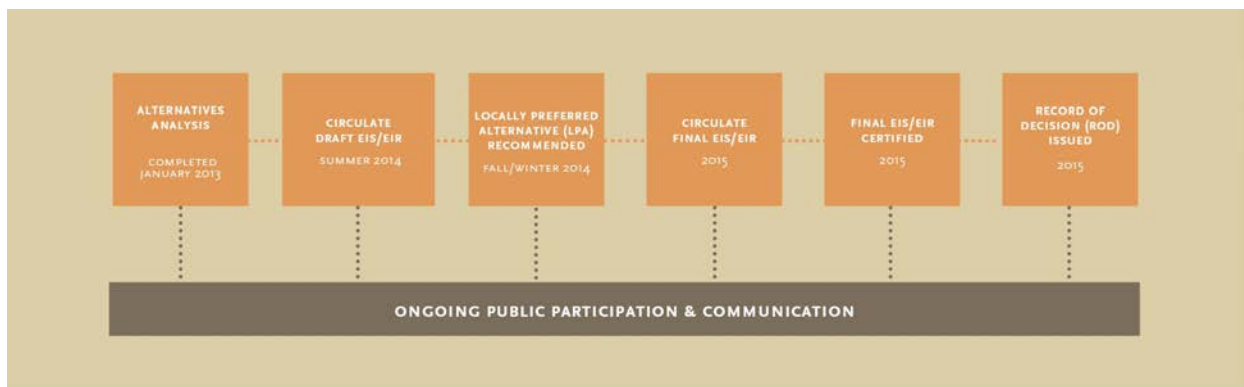 ALTERNATIVES
ANALYSIS
COMPLETED
JANUARY 2013
CIRCULATE
DRAFT EIS/EIR
SUMMER 2014
LOCALLY PREFERRED
ALTERNATIVE (LPA)
RECOMMENDED
FALL/WINTER 2014
CIRCULATE
FINAL EIS/EIR
2015
FINAL EIS/EIR
CERTIFIED
2015
RECORD OF
DECISION (ROD)
ISSUED
2015
ONGOING PUBLIC PARTICIPATION & COMMUNICATION